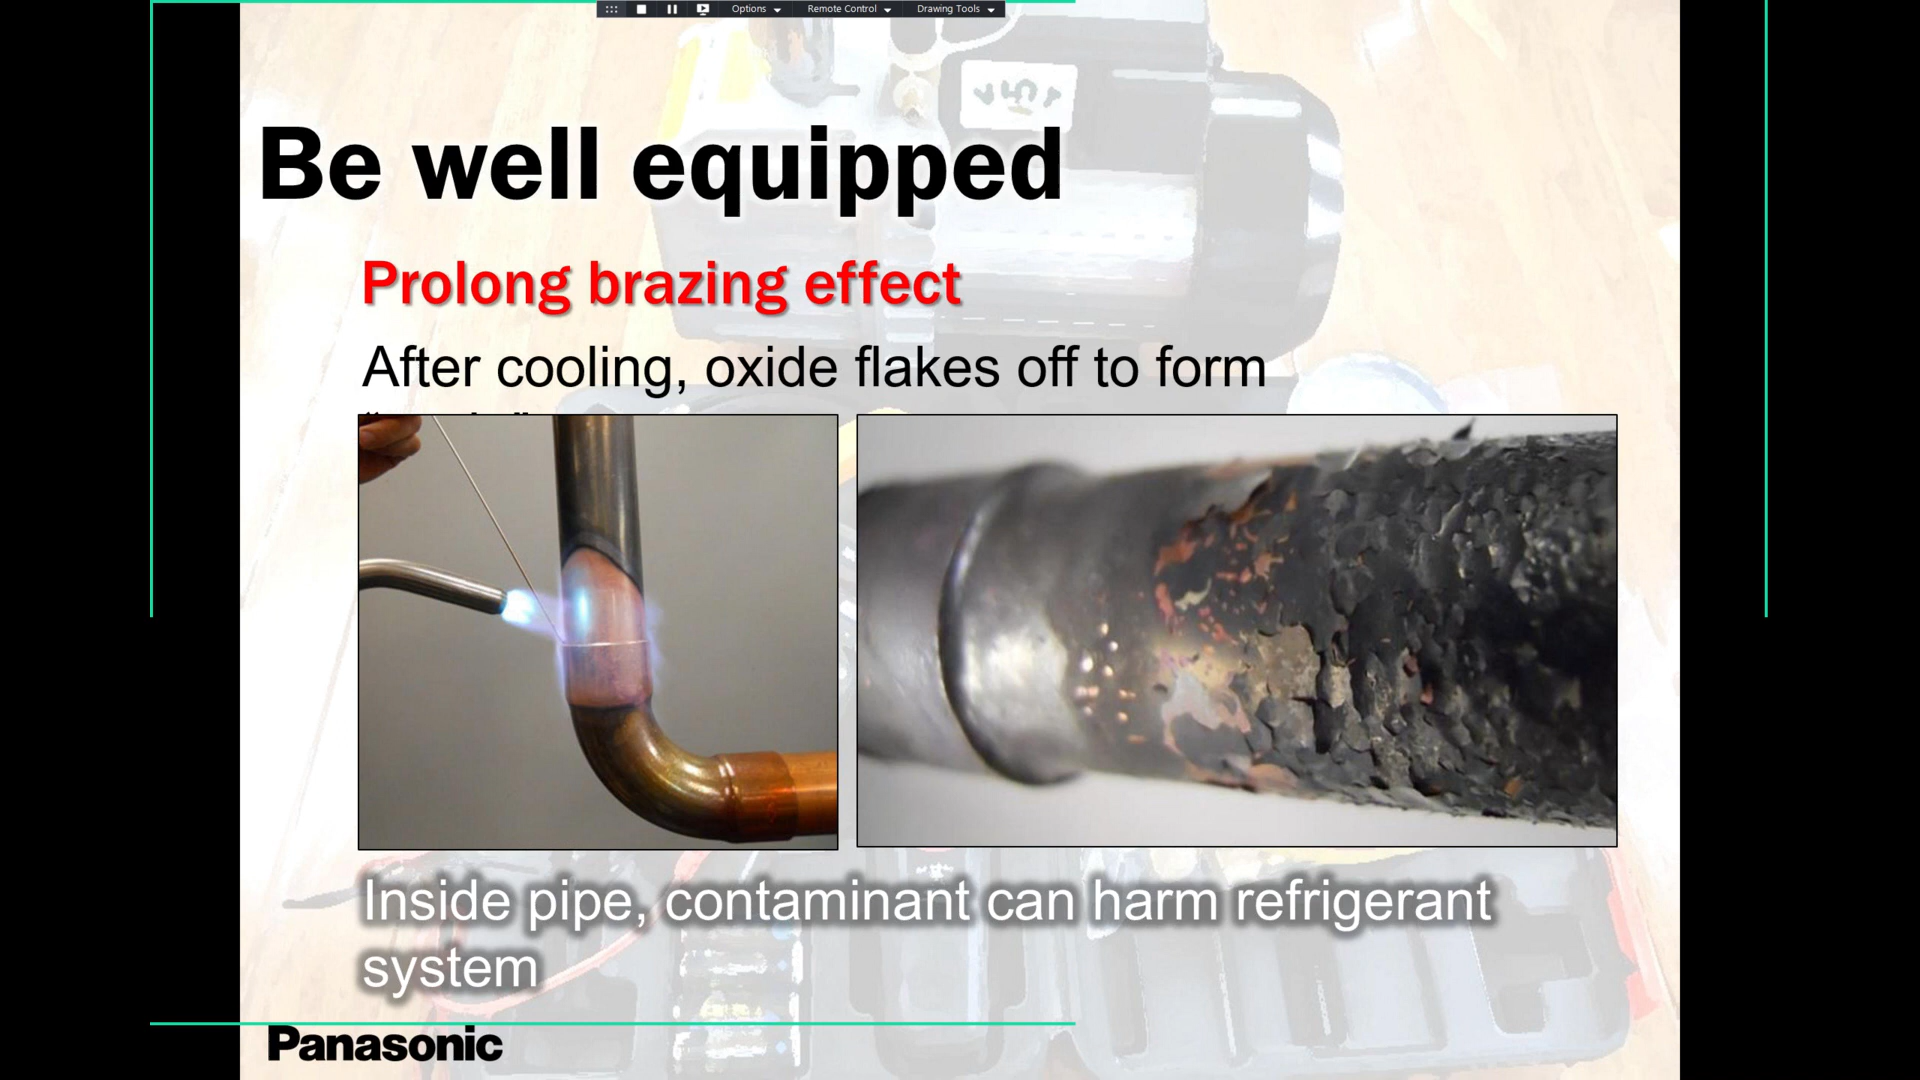 Options
Remote Control
Drawing Tools
Be well equipped
Prolong brazing effect
After cooling, oxide flakes off to form
Inside pipe, contaminant can harm refrigerant
system
Panasonic